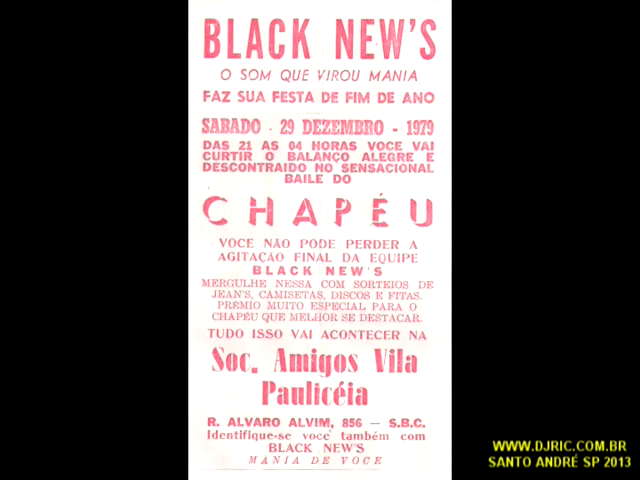 BLACK NEW'S
O SOM QUE VIROU MANIA
FAZ SUA FESTA DE FIM DE ANO
SABADO - 29 DEZEMBRO - 1979
DAS 21 AS 04 HORAS VOCE VAI
CURTIR O BALANÇO ALEGRE E
DESCONTRAIDO NO SENSACIONAL
BAILE DO
CHAPÉU
VOCE NÃO PODE PERDER A
AGITAÇÃO FINAL DA EQUIPE
BLACK NEW'S
MERGULHE NESSA COM SORTEIOS DE
JEAN'S, CAMISETAS, DISCOS E FITAS.
PRÊMIO MUITO ESPECIAL PARA O
CHAPÉU QUE MELHOR SE DESTACAR.
TUDO ISSO VAI ACONTECER NA
Soc. Amigos Vila
Paulicéia
R. ALVARO ALVIM, 856 — S.B.C.
Identifique-se você também com
BLACK NEW'S
MANIA DE VOCE
WWW.DJRIC.COM.BR
SANTO ANDRÉ SP 2013